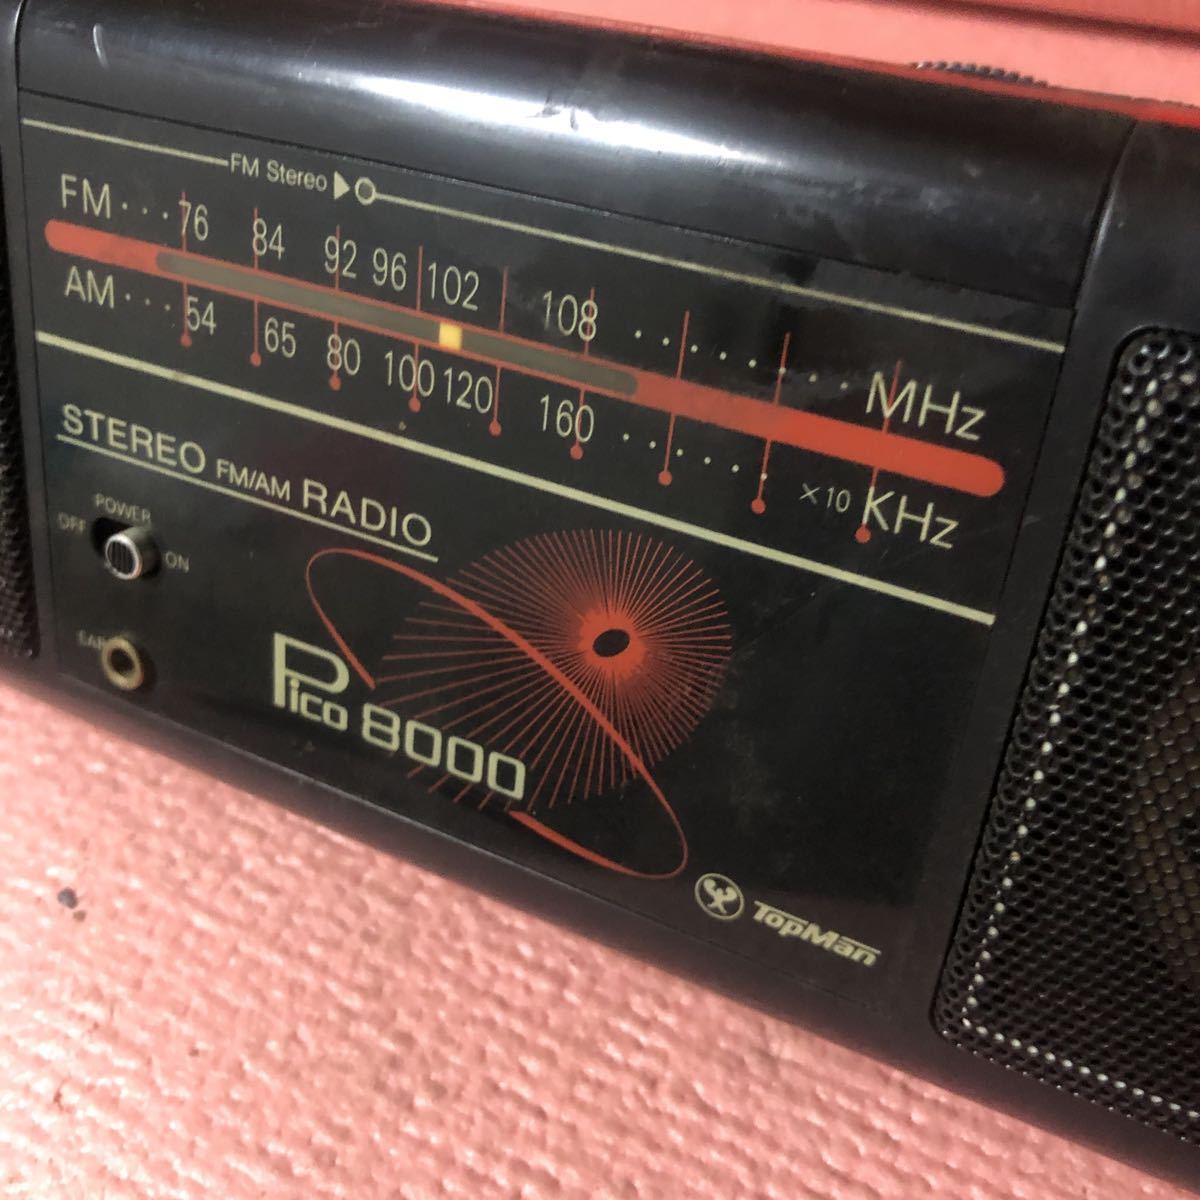 FM Stereo
FM 76 84 92 96 102 108 MHz
AM 54 65 80 100 120 160 ×10 KHz
STEREO FM/AM RADIO
POWER
OFF
ON
EAR
Pico 8000
TopMan